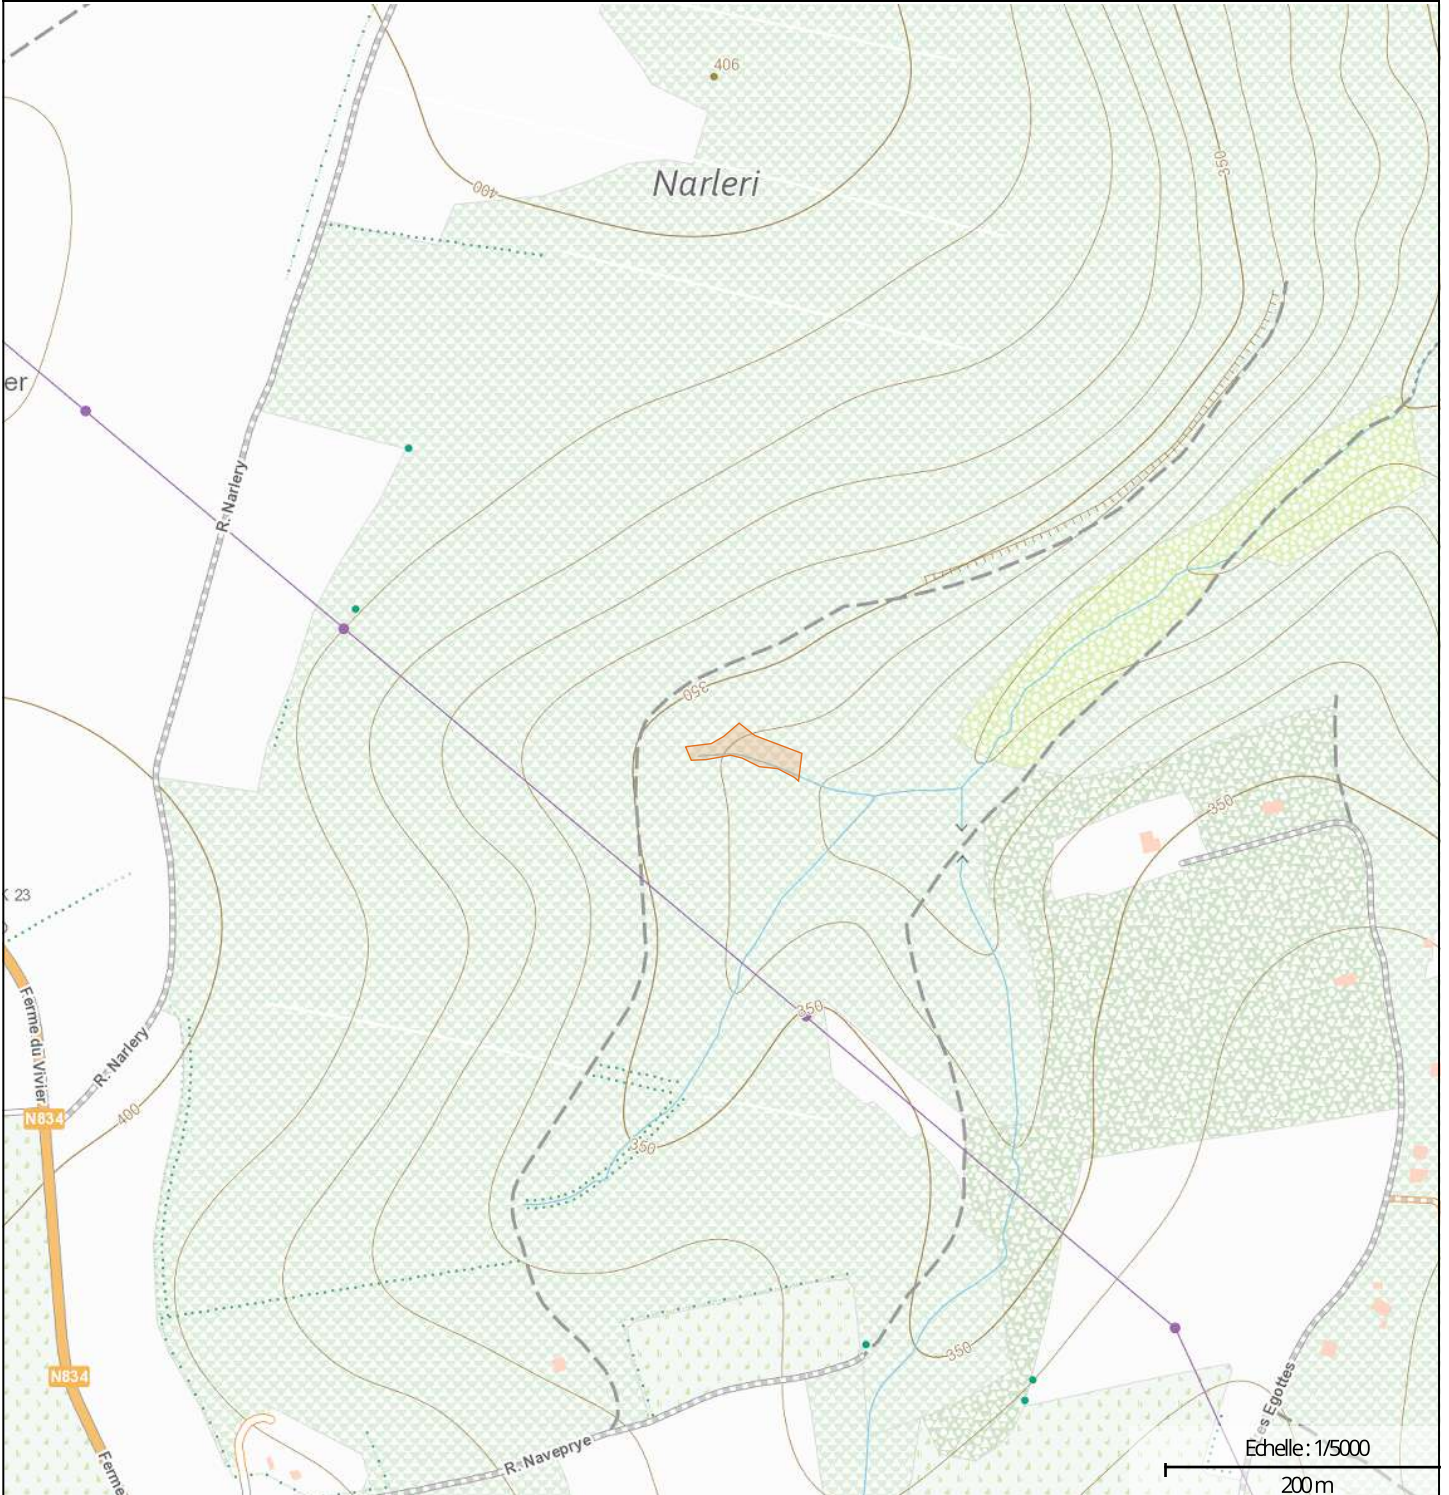 406
350
Narleri
400
er
R. Narlery
350
350
K 23
Ferme du Vivier
350
R. Narlery
N834
400
350
350
N834
es Egottes
R. Naveprye
Ferme
Echelle : 1/5000
200 m